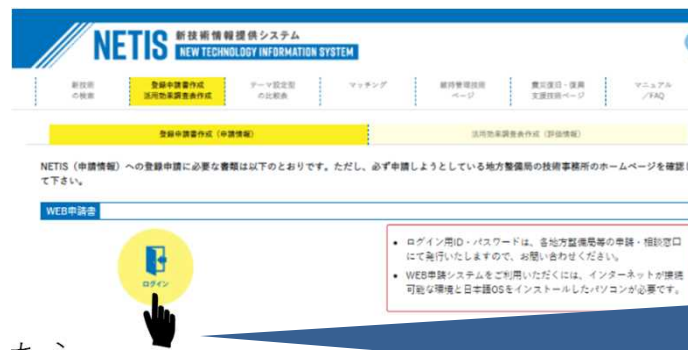 NETIS 新技術情報提供システム
NEW TECHNOLOGY INFORMATION SYSTEM
新技術の検索
登録申請書作成
活用効果調査表作成
テーマ設定型の比較表
マッチング
維持管理技術ページ
震災復旧・復興支援技術ページ
マニュアル/FAQ
登録申請書作成（申請情報）
活用効果調査表作成（評価情報）
NETIS（申請情報）への登録申請に必要な書類は以下のとおりです。ただし、必ず申請しようとしている地方整備局の技術事務所のホームページを確認
て下さい。
WEB申請書
ログイン
• ログイン用ID・パスワードは、各地方整備局等の申請・相談窓口
にて発行いたしますので、お問い合わせください。
• WEB申請システムをご利用いただくには、インターネットが接続
可能な環境と日本語OSをインストールしたパソコンが必要です。